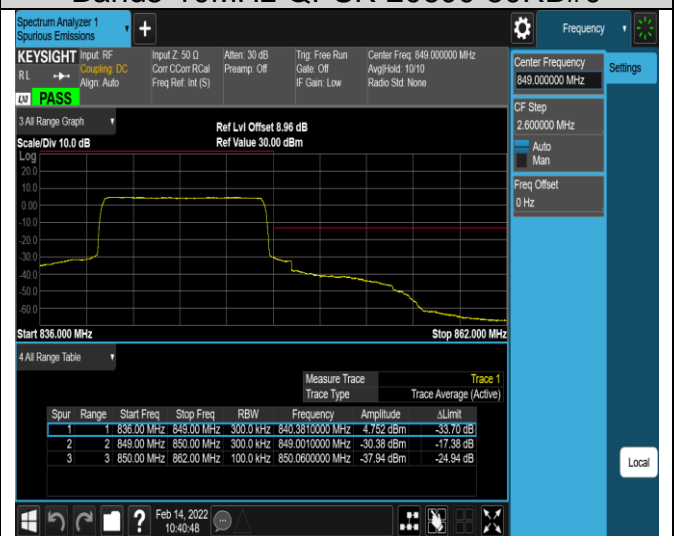 Spectrum Analyzer 1
Spurious Emissions
+
Frequency
KEYSIGHT Input: RF Input Z: 50 Ω Atten: 30 dB Trig: Free Run Center Freq: 849.000000 MHz
RL Coupling: DC Corr CCorr RCal Preamp: Off Gate: Off Avg|Hold: 10/10
Align: Auto Freq Ref: Int (S) IF Gain: Low Radio Std: None
PASS
Center Frequency
849.000000 MHz
Settings
CF Step
2.600000 MHz
Auto
Man
Freq Offset
0 Hz
3 All Range Graph
Ref Lvl Offset 8.96 dB
Scale/Div 10.0 dB Ref Value 30.00 dBm
Log
20.0
10.0
0.00
-10.0
-20.0
-30.0
-40.0
-50.0
-60.0
Start 836.000 MHz Stop 862.000 MHz
4 All Range Table
Measure Trace Trace 1
Trace Type Trace Average (Active)
Spur Range Start Freq Stop Freq RBW Frequency Amplitude ΔLimit
1 1 836.00 MHz 849.00 MHz 300.0 kHz 840.3810000 MHz 4.752 dBm -33.70 dB
2 2 849.00 MHz 850.00 MHz 300.0 kHz 849.0010000 MHz -30.38 dBm -17.38 dB
3 3 850.00 MHz 862.00 MHz 100.0 kHz 850.0600000 MHz -37.94 dBm -24.94 dB
Local
? Feb 14, 2022
10:40:48